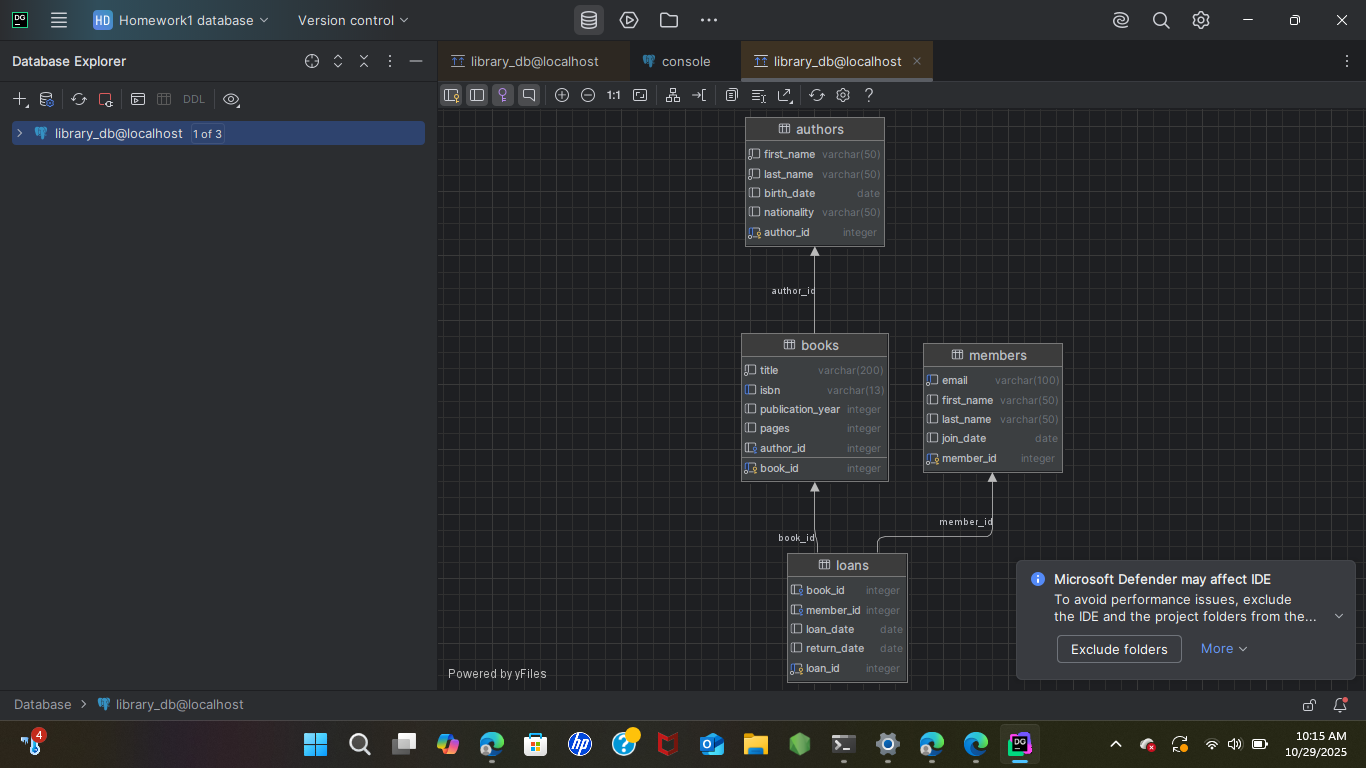 DG
HD Homework1 database
Version control
Database Explorer
library_db@localhost
console
library_db@localhost
DDL
1:1
library_db@localhost 1 of 3
authors
first_name varchar(50)
last_name varchar(50)
birth_date date
nationality varchar(50)
author_id integer
author_id
books
title varchar(200)
isbn varchar(13)
publication_year integer
pages integer
author_id integer
book_id integer
members
email varchar(100)
first_name varchar(50)
last_name varchar(50)
join_date date
member_id integer
member_id
book_id
loans
book_id integer
member_id integer
loan_date date
return_date date
loan_id integer
Microsoft Defender may affect IDE
To avoid performance issues, exclude
the IDE and the project folders from the...
Exclude folders
More
Powered by yFiles
Database
library_db@localhost
4
hp
DG
10:15 AM
10/29/2025